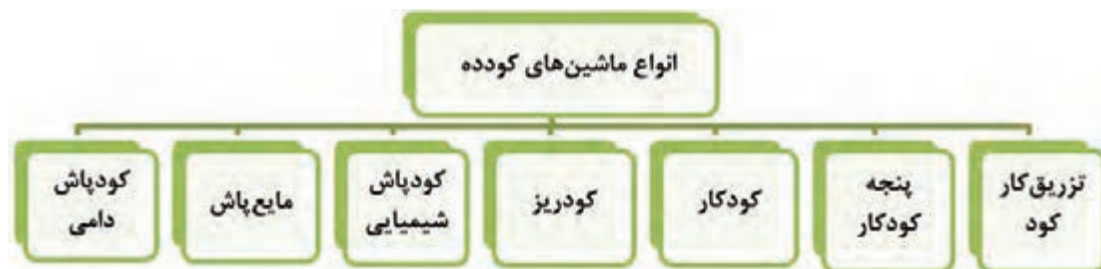 انواع ماشین‌های کودده
تزریق‌کار
کود
پنجه
کودکار
کودکار
کودریز
کودپاش
شیمیایی
مایع‌پاش
کودپاش
دامی